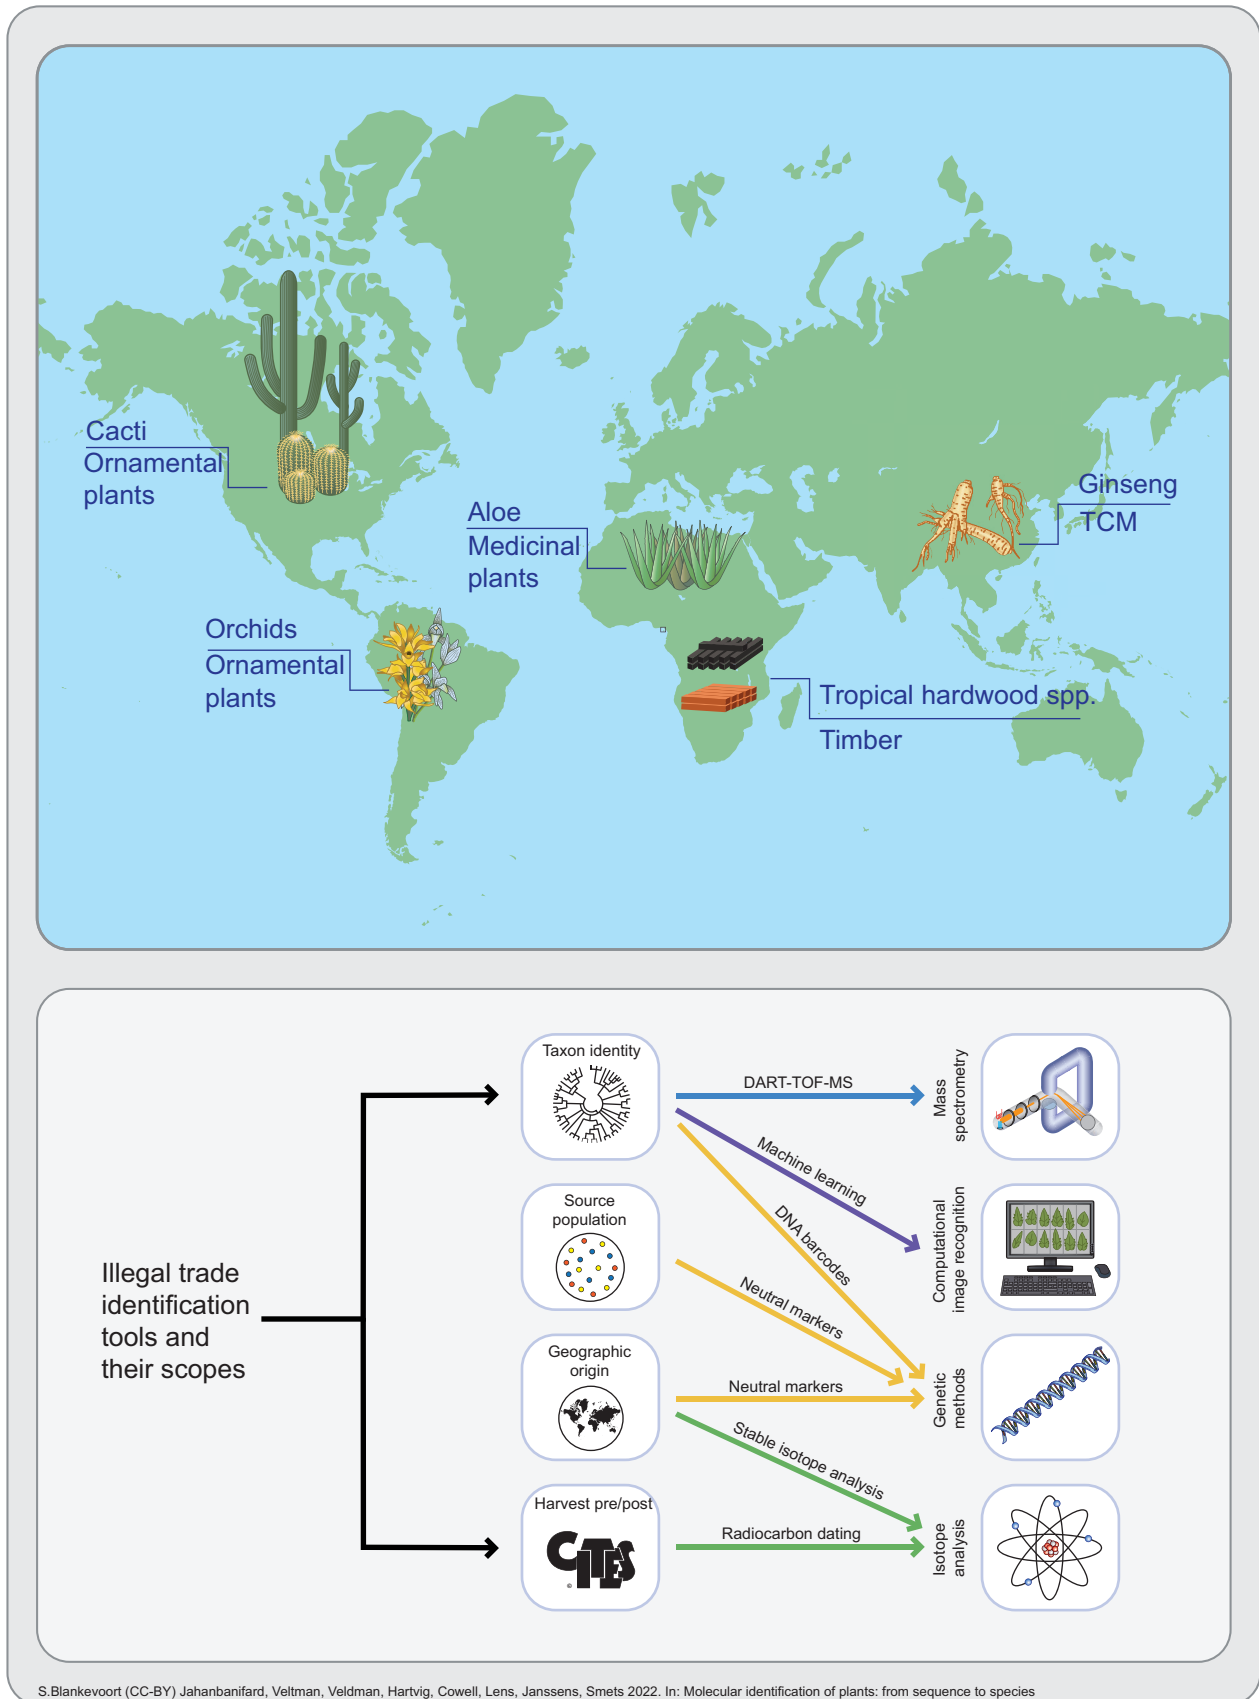 Cacti
Ornamental
plants
Aloe
Medicinal
plants
Ginseng
TCM
Orchids
Ornamental
plants
Tropical hardwood spp.
Timber
Illegal trade
identification
tools and
their scopes
Taxon identity
Source
population
Geographic
origin
Harvest pre/post
CITES
©
DART-TOF-MS
Machine learning
DNA barcodes
Neutral markers
Neutral markers
Stable isotope analysis
Radiocarbon dating
Mass
spectrometry
Computational
image recognition
Genetic
methods
Isotope
analysis
S.Blankevoort (CC-BY) Jahanbanifard, Veltman, Veldman, Hartvig, Cowell, Lens, Janssens, Smets 2022. In: Molecular identification of plants: from sequence to species